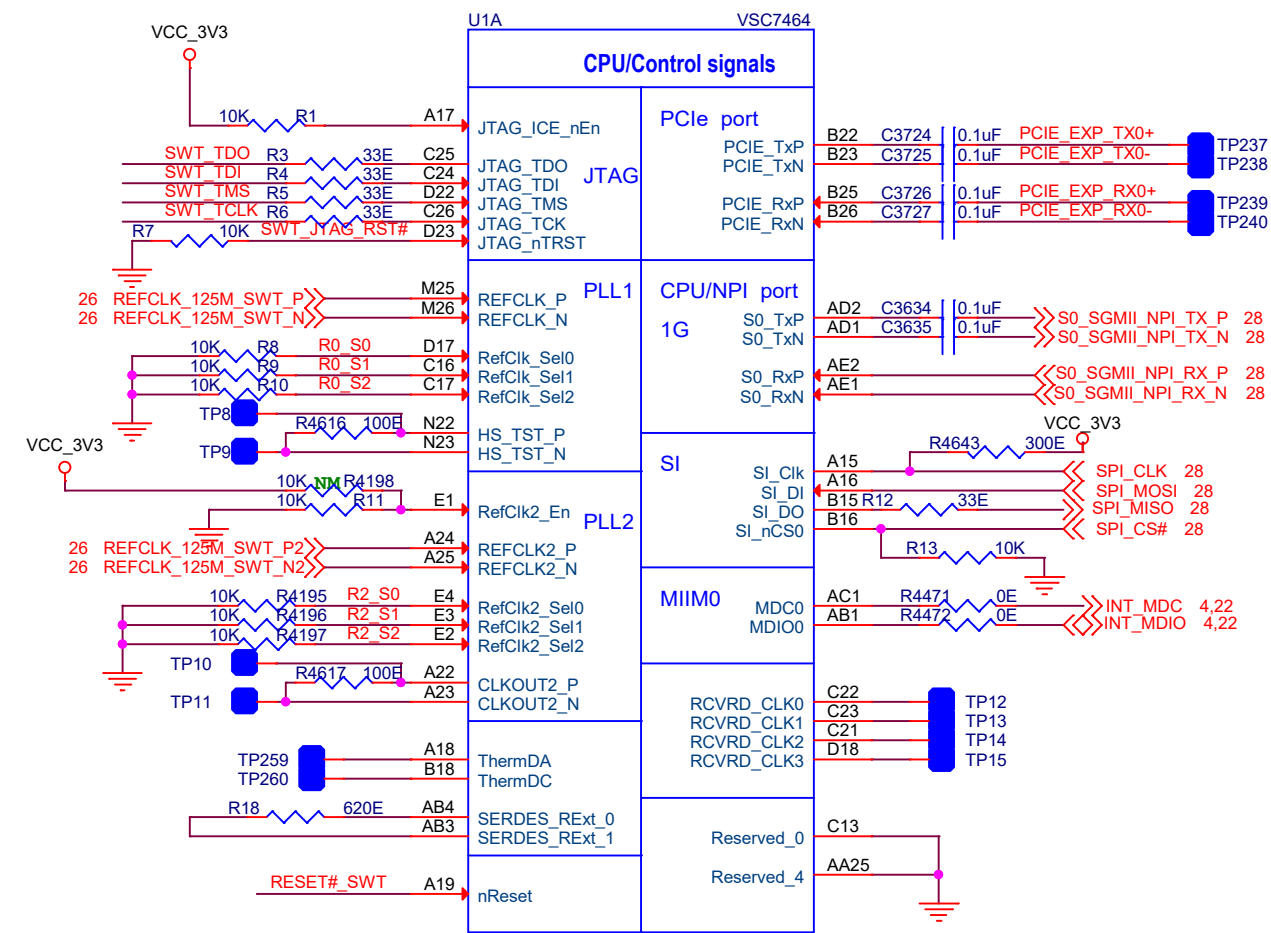 U1A VSC7464
VCC_3V3
CPU/Control signals
10K R1 A17 JTAG_ICE_nEn
SWT_TDO R3 33E C25 JTAG_TDO
SWT_TDI R4 33E C24 JTAG_TDI
JTAG
SWT_TMS R5 33E D22 JTAG_TMS
SWT_TCLK R6 33E C26 JTAG_TCK
R7 10K SWT_JTAG_RST# D23 JTAG_nTRST
PCIe port
PCIE_TxP B22 C3724 0.1uF PCIE_EXP_TX0+ TP237
PCIE_TxN B23 C3725 0.1uF PCIE_EXP_TX0- TP238
PCIE_RxP B25 C3726 0.1uF PCIE_EXP_RX0+ TP239
PCIE_RxN B26 C3727 0.1uF PCIE_EXP_RX0- TP240
PLL1
26 REFCLK_125M_SWT_P M25 REFCLK_P
26 REFCLK_125M_SWT_N M26 REFCLK_N
10K R8 R0_S0 D17 RefClk_Sel0
10K R9 R0_S1 C16 RefClk_Sel1
10K R10 R0_S2 C17 RefClk_Sel2
TP8
R4616 100E N22 HS_TST_P
TP9 N23 HS_TST_N
CPU/NPI port
1G
S0_TxP AD2 C3634 0.1uF S0_SGMII_NPI_TX_P 28
S0_TxN AD1 C3635 0.1uF S0_SGMII_NPI_TX_N 28
S0_RxP AE2 S0_SGMII_NPI_RX_P 28
S0_RxN AE1 S0_SGMII_NPI_RX_N 28
VCC_3V3
VCC_3V3
10K NM R4198
10K R11 E1 RefClk2_En
PLL2
26 REFCLK_125M_SWT_P2 A24 REFCLK2_P
26 REFCLK_125M_SWT_N2 A25 REFCLK2_N
10K R4195 R2_S0 E4 RefClk2_Sel0
10K R4196 R2_S1 E3 RefClk2_Sel1
10K R4197 R2_S2 E2 RefClk2_Sel2
TP10
R4617 100E A22 CLKOUT2_P
TP11 A23 CLKOUT2_N
SI
R4643 300E
SI_Clk A15 SPI_CLK 28
SI_DI A16 SPI_MOSI 28
SI_DO B15 R12 33E SPI_MISO 28
SI_nCS0 B16 SPI_CS# 28
R13 10K
MIIM0
MDC0 AC1 R4471 0E INT_MDC 4,22
MDIO0 AB1 R4472 0E INT_MDIO 4,22
RCVRD_CLK0 C22 TP12
RCVRD_CLK1 C23 TP13
RCVRD_CLK2 C21 TP14
RCVRD_CLK3 D18 TP15
TP259 A18 ThermDA
TP260 B18 ThermDC
R18 620E AB4 SERDES_RExt_0
AB3 SERDES_RExt_1
Reserved_0 C13
Reserved_4 AA25
RESET#_SWT A19 nReset